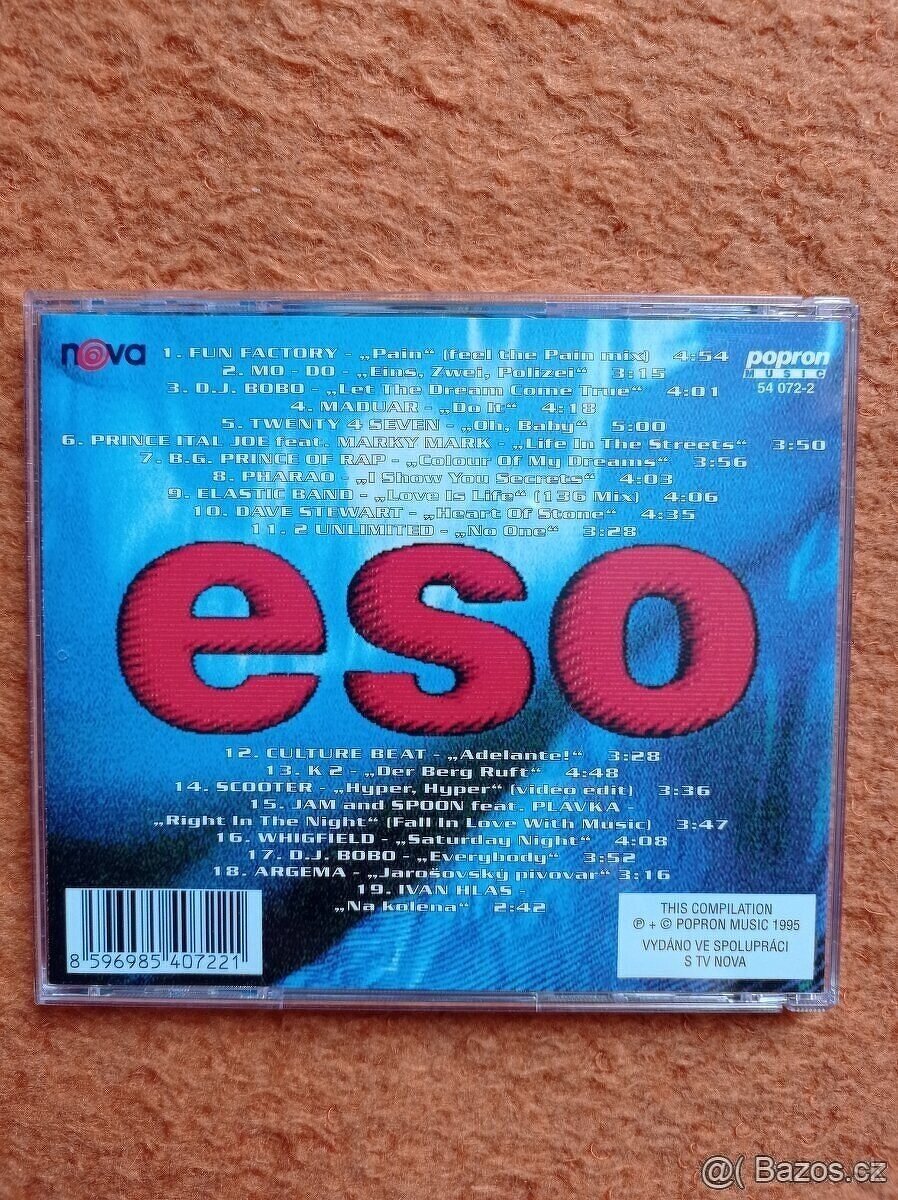 nova
1. FUN FACTORY - „Pain“ (feel the Pain mix) 4:54
2. MO - DO - „Eins, Zwei, Polizei“ 3:15
3. D.J. BOBO - „Let The Dream Come True“ 4:01
4. MADUAR - „Do It“ 4:18
5. TWENTY 4 SEVEN - „Oh, Baby“ 5:00
6. PRINCE ITAL JOE feat. MARKY MARK - „Life In The Streets“ 3:50
7. B.G. PRINCE OF RAP - „Colour Of My Dreams“ 3:56
8. PHARAO - „I Show You Secrets“ 4:03
9. ELASTIC BAND - „Love Is Life“ (136 Mix) 4:06
10. DAVE STEWART - „Heart Of Stone“ 4:35
11. 2 UNLIMITED - „No One“ 3:28
popron
MUSIC
54 072-2
eso
12. CULTURE BEAT - „Adelante!“ 3:28
13. K 2 - „Der Berg Ruft“ 4:48
14. SCOOTER - „Hyper, Hyper“ (video edit) 3:36
15. JAM and SPOON feat. PLAVKA -
„Right In The Night“ (Fall In Love With Music) 3:47
16. WHIGFIELD - „Saturday Night“ 4:08
17. D.J. BOBO - „Everybody“ 3:52
18. ARGEMA - „Jarošovský pivovar“ 3:16
19. IVAN HLAS -
„Na kolena“ 2:42
8 596985 407221
THIS COMPILATION
℗ + © POPRON MUSIC 1995
VYDÁNO VE SPOLUPRÁCI
S TV NOVA
@( Bazos.cz